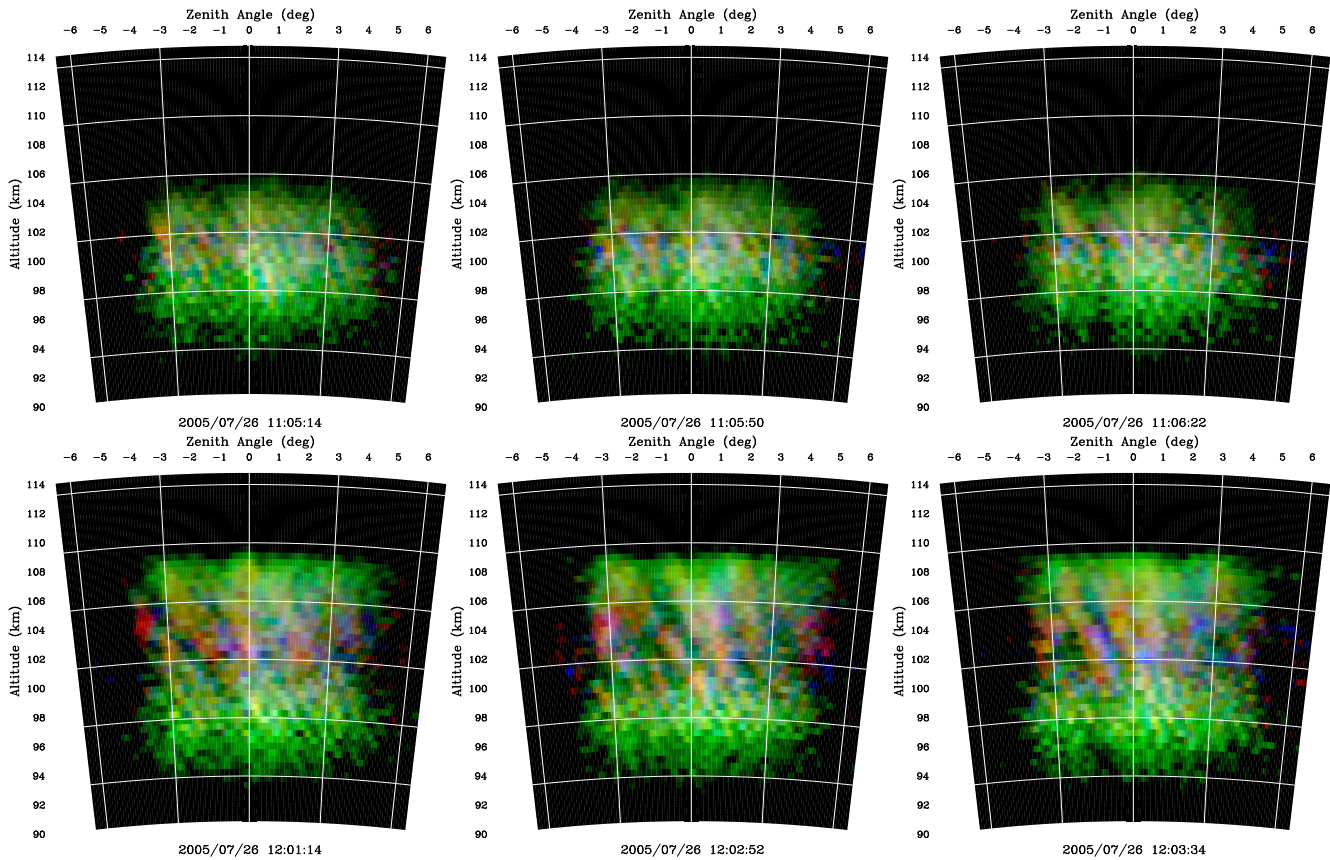 Zenith Angle (deg) Zenith Angle (deg) Zenith Angle (deg)
−6 −5 −4 −3 −2 −1 0 1 2 3 4 5 6 −6 −5 −4 −3 −2 −1 0 1 2 3 4 5 6 −6 −5 −4 −3 −2 −1 0 1 2 3 4 5 6
114 114 114
112 112 112
110 110 110
108 108 108
106 106 106
104 104 104
102 102 102
Altitude (km) Altitude (km) Altitude (km)
100 100 100
98 98 98
96 96 96
94 94 94
92 92 92
90 90 90
2005/07/26 11:05:14 2005/07/26 11:05:50 2005/07/26 11:06:22
Zenith Angle (deg) Zenith Angle (deg) Zenith Angle (deg)
−6 −5 −4 −3 −2 −1 0 1 2 3 4 5 6 −6 −5 −4 −3 −2 −1 0 1 2 3 4 5 6 −6 −5 −4 −3 −2 −1 0 1 2 3 4 5 6
114 114 114
112 112 112
110 110 110
108 108 108
106 106 106
104 104 104
102 102 102
Altitude (km) Altitude (km) Altitude (km)
100 100 100
98 98 98
96 96 96
94 94 94
92 92 92
90 90 90
2005/07/26 12:01:14 2005/07/26 12:02:52 2005/07/26 12:03:34